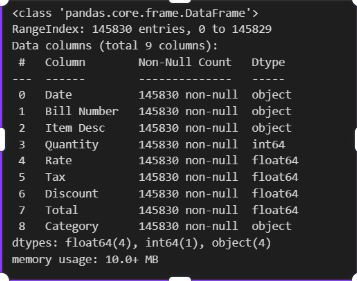 <class 'pandas.core.frame.DataFrame'>
RangeIndex: 145830 entries, 0 to 145829
Data columns (total 9 columns):
 #   Column       Non-Null Count   Dtype
---  ------       --------------   -----
 0   Date         145830 non-null  object
 1   Bill Number  145830 non-null  object
 2   Item Desc    145830 non-null  object
 3   Quantity     145830 non-null  int64
 4   Rate         145830 non-null  float64
 5   Tax          145830 non-null  float64
 6   Discount     145830 non-null  float64
 7   Total        145830 non-null  float64
 8   Category     145830 non-null  object
dtypes: float64(4), int64(1), object(4)
memory usage: 10.0+ MB